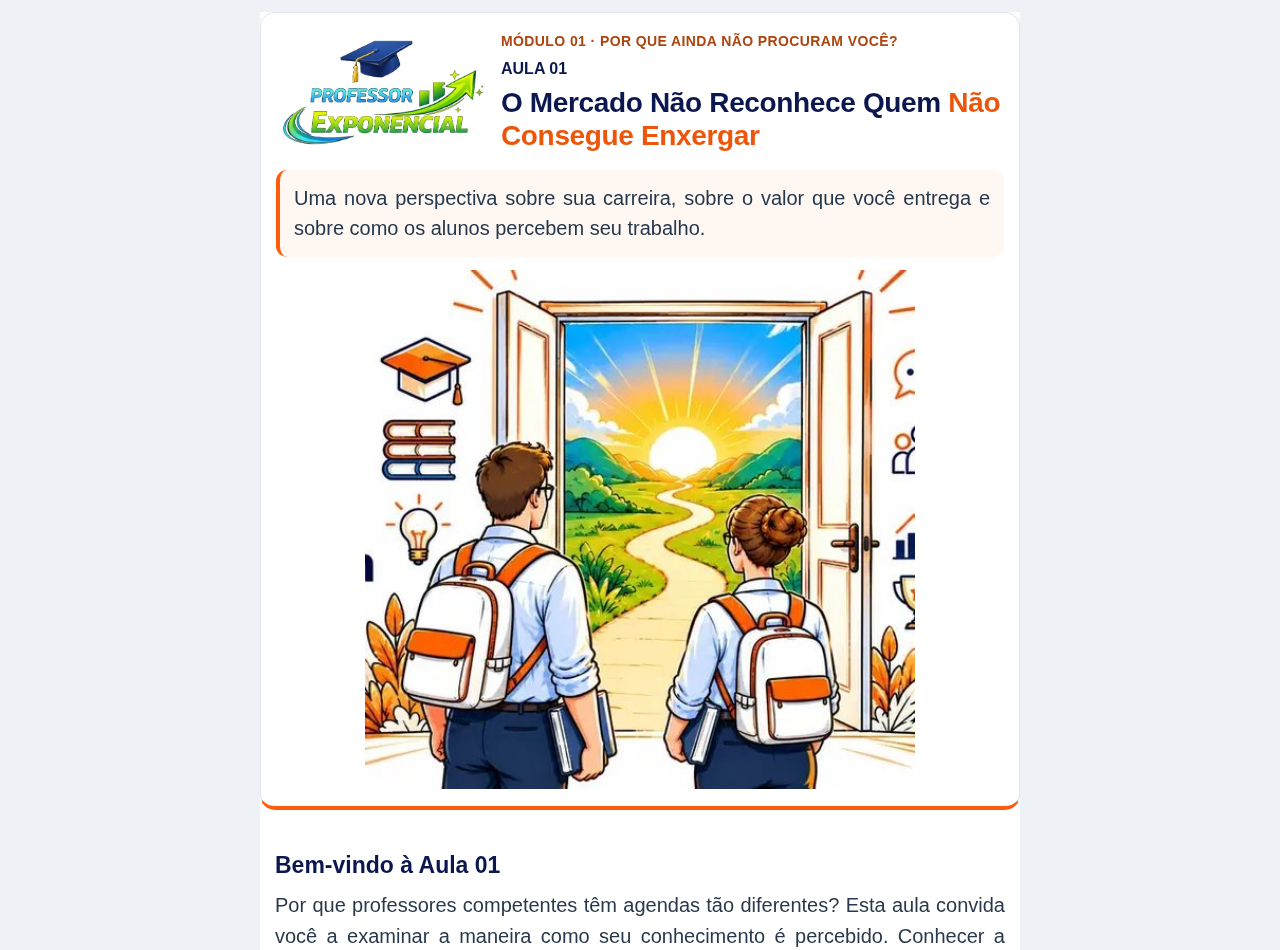 PROFESSOR
EXPONENCIAL
MÓDULO 01 · POR QUE AINDA NÃO PROCURAM VOCÊ?
AULA 01
O Mercado Não Reconhece Quem Não
Consegue Enxergar
Uma nova perspectiva sobre sua carreira, sobre o valor que você entrega e
sobre como os alunos percebem seu trabalho.
Bem-vindo à Aula 01
Por que professores competentes têm agendas tão diferentes? Esta aula convida
você a examinar a maneira como seu conhecimento é percebido. Conhecer a